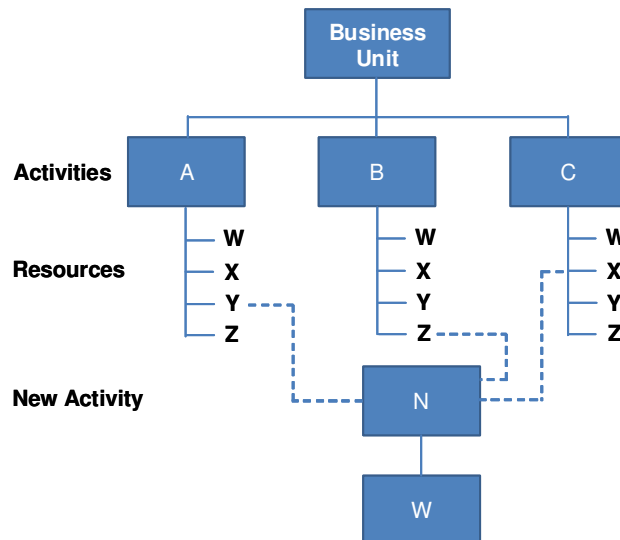 Business
Unit
Activities
A
B
C
Resources
W
X
Y
Z
W
X
Y
Z
W
X
Y
Z
New Activity
N
W